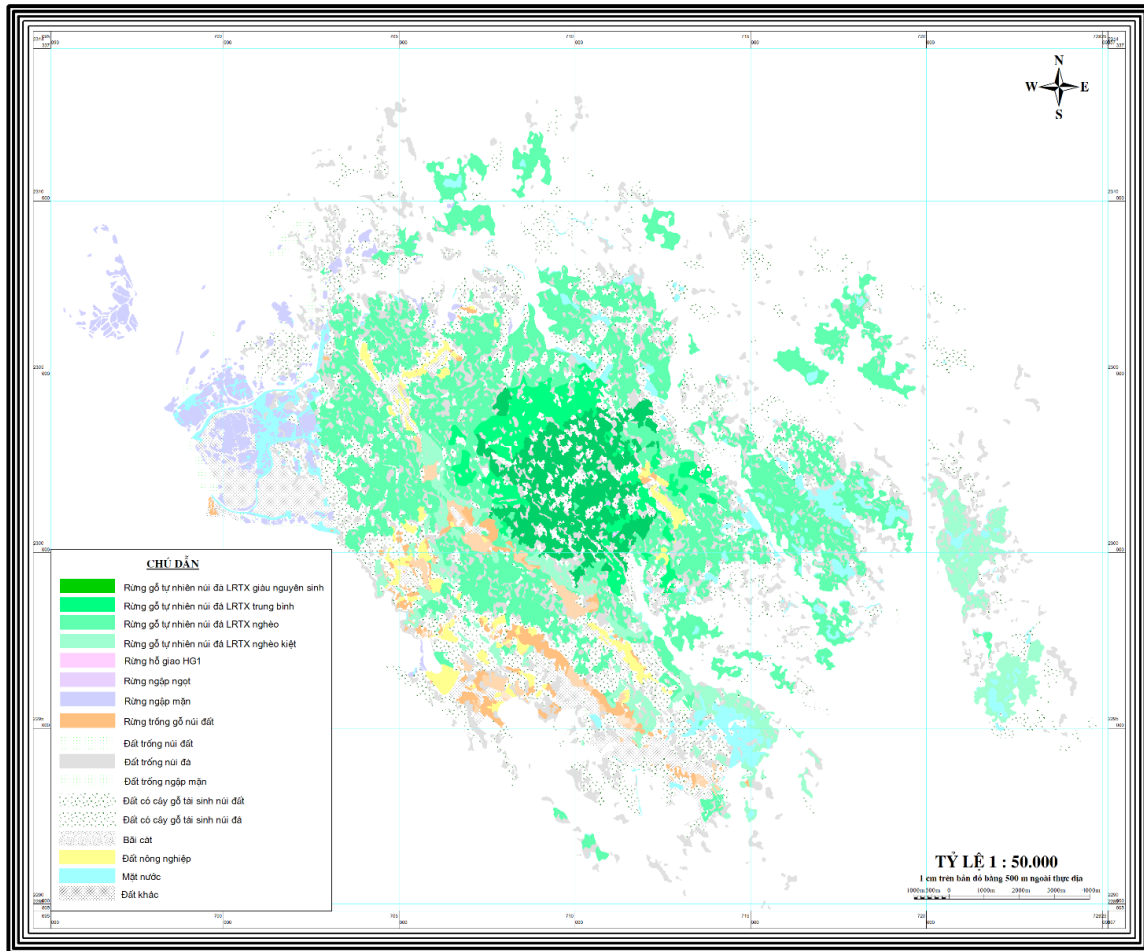 N
W E
S
CHỦ DẪN
Rừng gỗ tự nhiên núi đá LRTX giàu nguyên sinh
Rừng gỗ tự nhiên núi đá LRTX trung bình
Rừng gỗ tự nhiên núi đá LRTX nghèo
Rừng gỗ tự nhiên núi đá LRTX nghèo kiệt
Rừng hỗ giao HG1
Rừng ngập ngọt
Rừng ngập mặn
Rừng trồng gỗ núi đất
Đất trống núi đất
Đất trống núi đá
Đất trống ngập mặn
Đất có cây gỗ tái sinh núi đất
Đất có cây gỗ tái sinh núi đá
Bãi cát
Đất nông nghiệp
Mặt nước
Đất khác
TỶ LỆ 1 : 50.000
1 cm trên bản đồ bằng 500 m ngoài thực địa
0 1000m 2000m 3000m 4000m